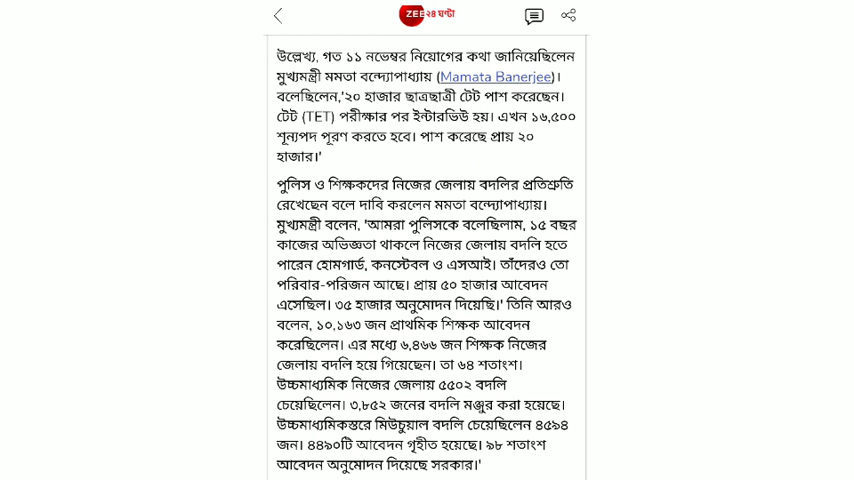 ZEE ২৪ ঘণ্টা
উল্লেখ্য, গত ১১ নভেম্বর নিয়োগের কথা জানিয়েছিলেন
মুখ্যমন্ত্রী মমতা বন্দ্যোপাধ্যায় (Mamata Banerjee)।
বলেছিলেন,'২০ হাজার ছাত্রছাত্রী টেট পাশ করেছেন।
টেট (TET) পরীক্ষার পর ইন্টারভিউ হয়। এখন ১৬,৫০০
শূন্যপদ পূরণ করতে হবে। পাশ করেছে প্রায় ২০
হাজার।'
পুলিস ও শিক্ষকদের নিজের জেলায় বদলির প্রতিশ্রুতি
রেখেছেন বলে দাবি করলেন মমতা বন্দ্যোপাধ্যায়।
মুখ্যমন্ত্রী বলেন, 'আমরা পুলিসকে বলেছিলাম, ১৫ বছর
কাজের অভিজ্ঞতা থাকলে নিজের জেলায় বদলি হতে
পারেন হোমগার্ড, কনস্টেবল ও এসআই। তাঁদেরও তো
পরিবার-পরিজন আছে। প্রায় ৫০ হাজার আবেদন
এসেছিল। ৩৫ হাজার অনুমোদন দিয়েছি।' তিনি আরও
বলেন, ১০,১৬৩ জন প্রাথমিক শিক্ষক আবেদন
করেছিলেন। এর মধ্যে ৬,৪৬৬ জন শিক্ষক নিজের
জেলায় বদলি হয়ে গিয়েছেন। তা ৬৪ শতাংশ।
উচ্চমাধ্যমিক নিজের জেলায় ৫৫০২ বদলি
চেয়েছিলেন। ৩,৮৫২ জনের বদলি মঞ্জুর করা হয়েছে।
উচ্চমাধ্যমিকস্তরে মিউচুয়াল বদলি চেয়েছিলেন ৪৫৯৪
জন। ৪৪৯০টি আবেদন গৃহীত হয়েছে। ৯৮ শতাংশ
আবেদন অনুমোদন দিয়েছে সরকার।'